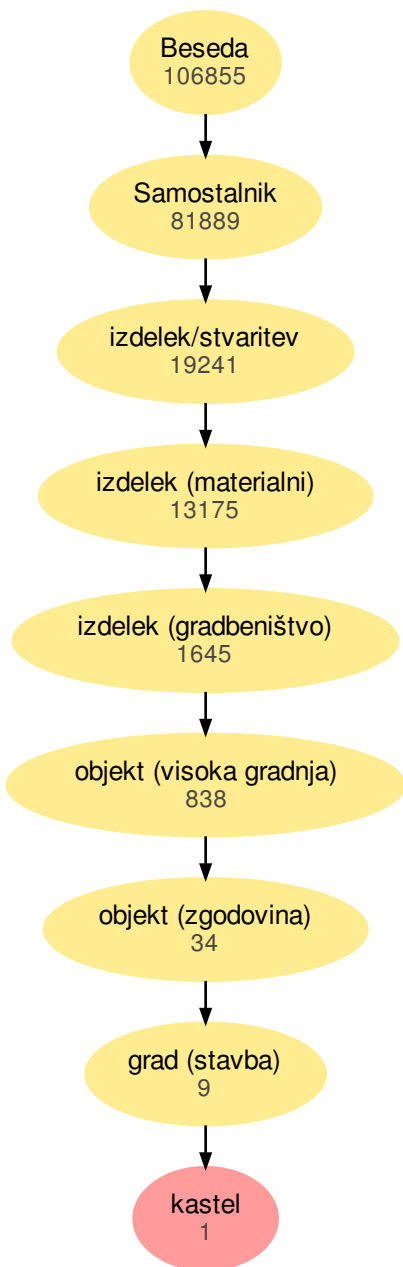 Beseda
106855
Samostalnik
81889
izdelek/stvaritev
19241
izdelek (materialni)
13175
izdelek (gradbeništvo)
1645
objekt (visoka gradnja)
838
objekt (zgodovina)
34
grad (stavba)
9
kastel
1